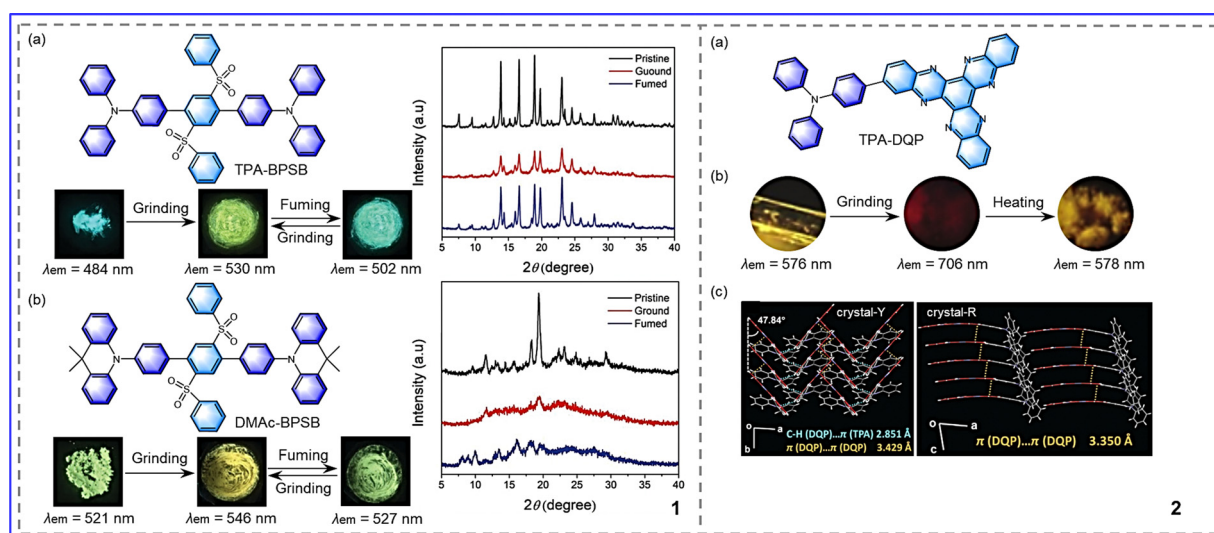 (a)
O
S
O
N
N
O
S
O
TPA-BPSB
Grinding
Fuming
Grinding
λem = 484 nm
λem = 530 nm
λem = 502 nm
Intensity (a.u)
Pristine
Guound
Fumed
5 10 15 20 25 30 35 40
2θ (degree)
(b)
O
S
O
N
N
O
S
O
DMAc-BPSB
Grinding
Fuming
Grinding
λem = 521 nm
λem = 546 nm
λem = 527 nm
Intensity (a.u)
Pristine
Ground
Fumed
5 10 15 20 25 30 35 40
2θ (degree)
1
(a)
N
N
N
N
N
N
N
TPA-DQP
(b)
Grinding
Heating
λem = 576 nm
λem = 706 nm
λem = 578 nm
(c)
47.84°
crystal-Y
o a
b
C-H (DQP)...π (TPA) 2.851 Å
π (DQP)...π (DQP) 3.429 Å
crystal-R
o a
c
π (DQP)...π (DQP) 3.350 Å
2